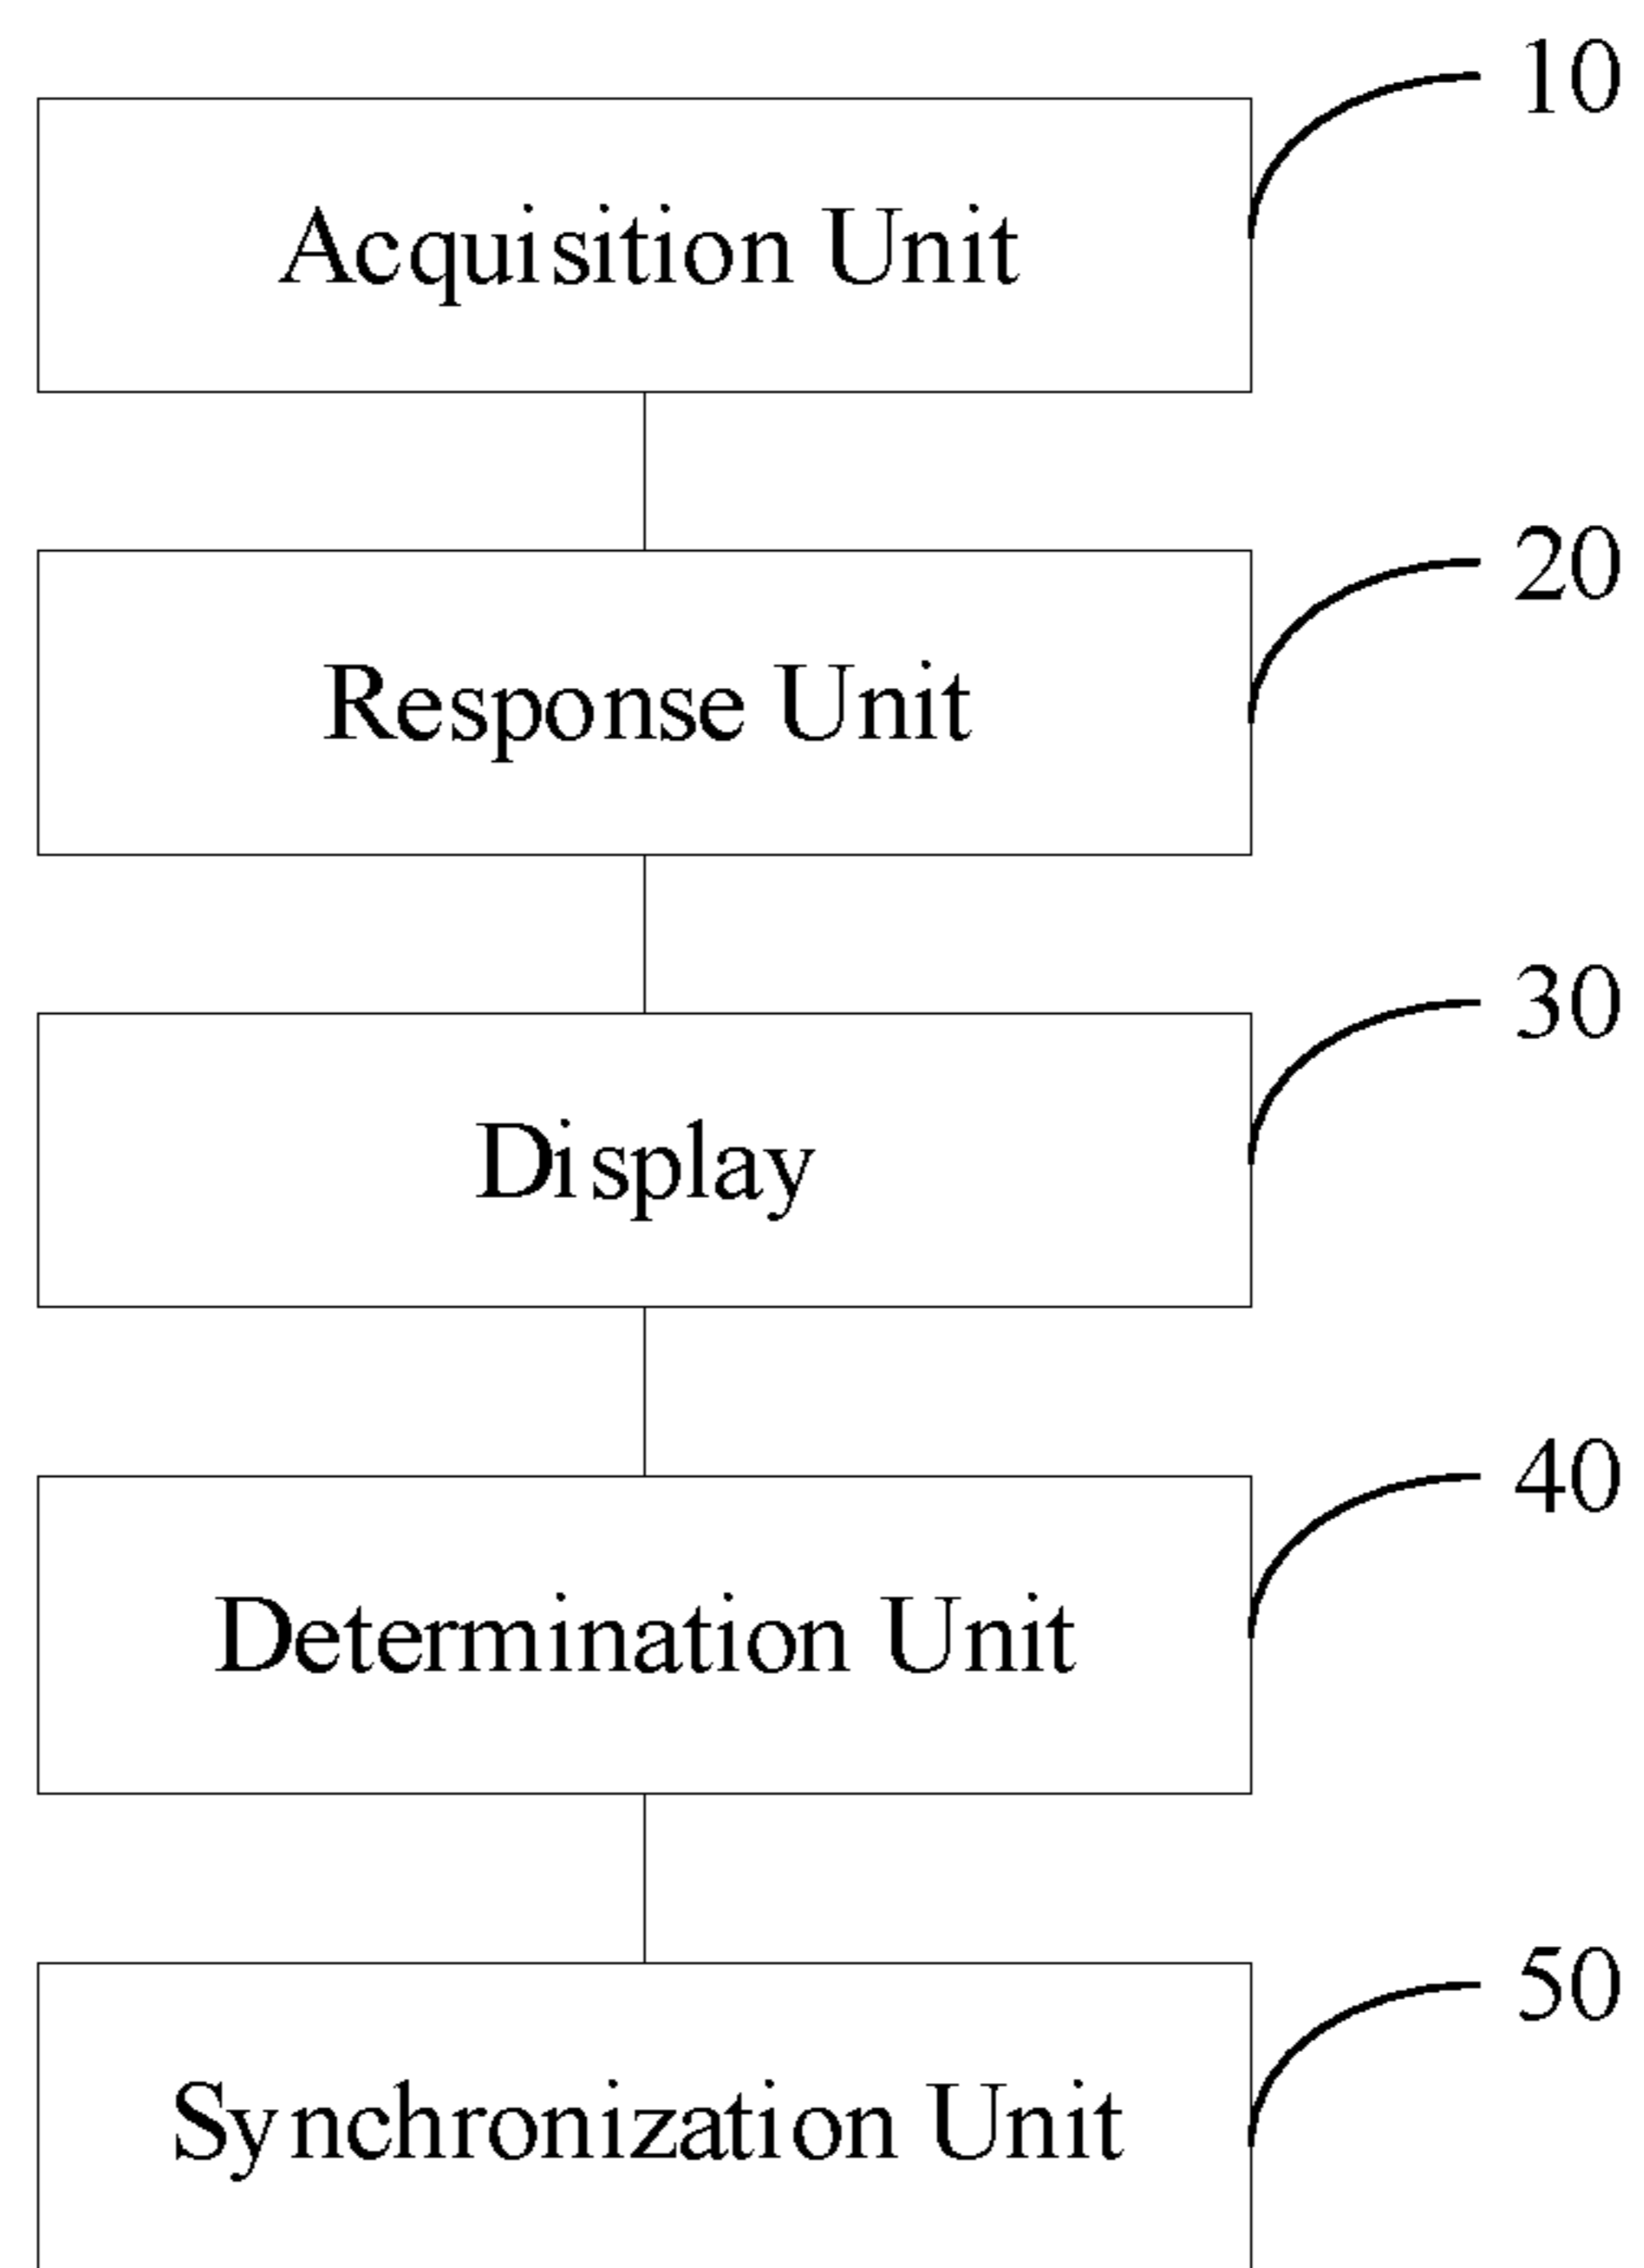 10
Acquisition Unit
20
Response Unit
30
Display
40
Determination Unit
50
Synchronization Unit